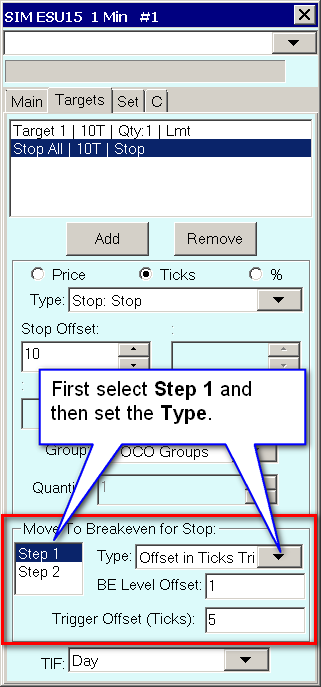 SIM ESU15 1 Min #1
Main Targets Set C
Target 1 | 10T | Qty:1 | Lmt
Stop All | 10T | Stop
Add Remove
Price Ticks %
Type: Stop: Stop
Stop Offset: :
10
:
First select Step 1 and
then set the Type.
Group: OCO Groups
Quanti 1
Move To Breakeven for Stop:
Step 1 Type: Offset in Ticks Tri
Step 2
BE Level Offset: 1
Trigger Offset (Ticks): 5
TIF: Day